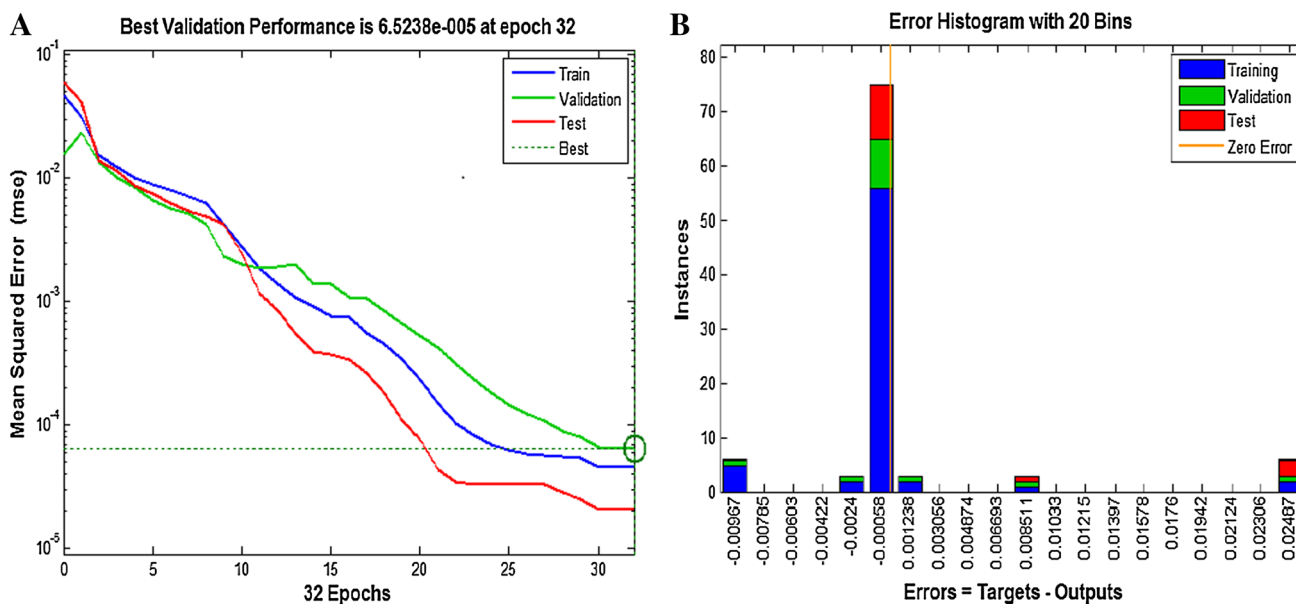 A
Best Validation Performance is 6.5238e-005 at epoch 32
Mean Squared Error (mse)
10^-1
10^-2
10^-3
10^-4
10^-5
Train
Validation
Test
Best
0 5 10 15 20 25 30
32 Epochs
B
Error Histogram with 20 Bins
Instances
80
70
60
50
40
30
20
10
0
Training
Validation
Test
Zero Error
-0.00967
-0.00785
-0.00603
-0.00422
-0.0024
-0.00058
0.001238
0.003056
0.004874
0.006693
0.008511
0.01033
0.01215
0.01397
0.01578
0.0176
0.01942
0.02124
0.02306
0.02487
Errors = Targets - Outputs